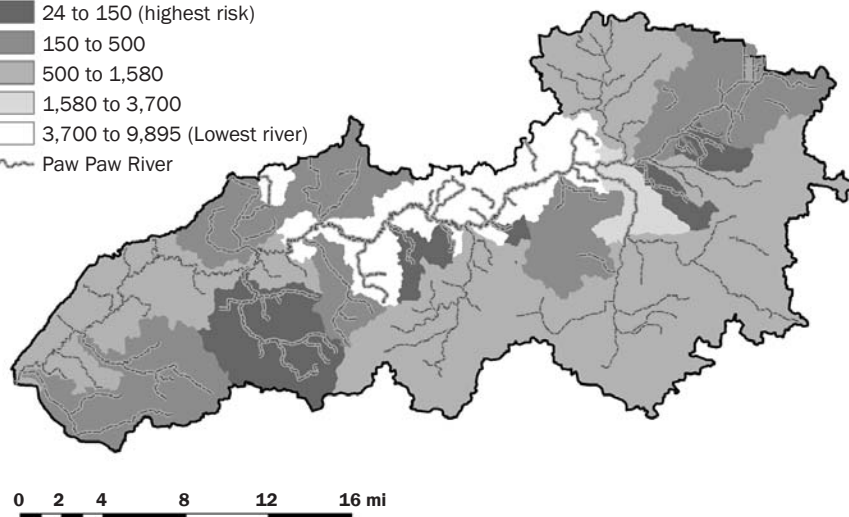 24 to 150 (highest risk)
150 to 500
500 to 1,580
1,580 to 3,700
3,700 to 9,895 (Lowest river)
Paw Paw River
0 2 4 8 12 16 mi